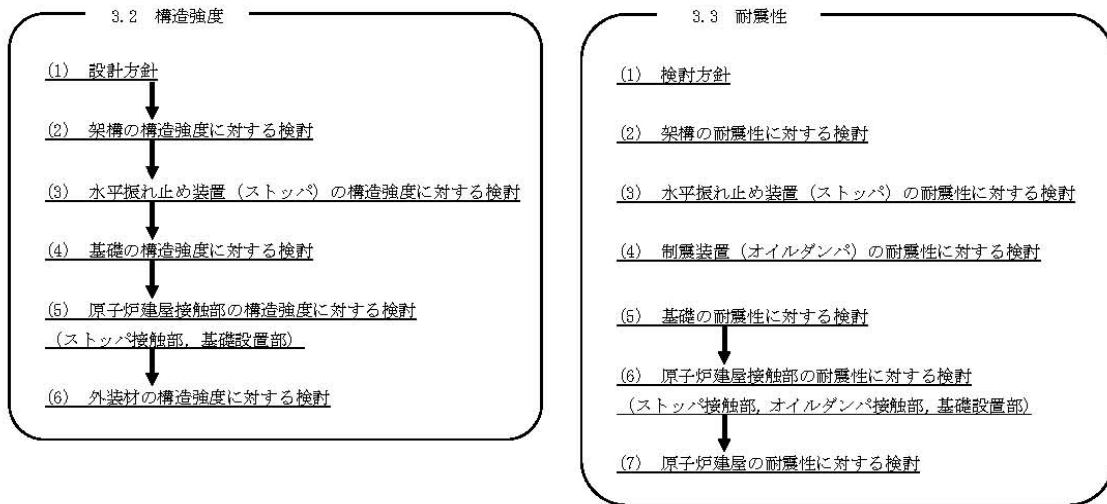 3.2 構造強度
(1) 設計方針
(2) 架構の構造強度に対する検討
(3) 水平振れ止め装置（ストッパ）の構造強度に対する検討
(4) 基礎の構造強度に対する検討
(5) 原子炉建屋接触部の構造強度に対する検討
（ストッパ接触部，基礎設置部）
(6) 外装材の構造強度に対する検討
3.3 耐震性
(1) 検討方針
(2) 架構の耐震性に対する検討
(3) 水平振れ止め装置（ストッパ）の耐震性に対する検討
(4) 制震装置（オイルダンパ）の耐震性に対する検討
(5) 基礎の耐震性に対する検討
(6) 原子炉建屋接触部の耐震性に対する検討
（ストッパ接触部，オイルダンパ接触部，基礎設置部）
(7) 原子炉建屋の耐震性に対する検討